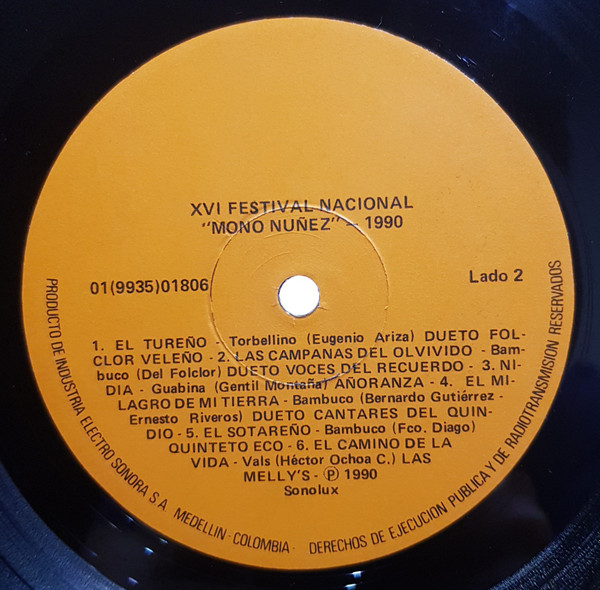 XVI FESTIVAL NACIONAL
"MONO NUÑEZ" - 1990
01(9935)01806
Lado 2
1. EL TUREÑO - Torbellino (Eugenio Ariza) DUETO FOL-
CLOR VELEÑO - 2. LAS CAMPANAS DEL OLVIVIDO - Bam-
buco (Del Folclor) DUETO VOCES DEL RECUERDO - 3. NI-
DIA - Guabina (Gentil Montaña) AÑORANZA - 4. EL MI-
LAGRO DE MI TIERRA - Bambuco (Bernardo Gutiérrez -
Ernesto Riveros) DUETO CANTARES DEL QUIN-
DIO - 5. EL SOTAREÑO - Bambuco (Fco. Diago)
QUINTETO ECO - 6. EL CAMINO DE LA
VIDA - Vals (Héctor Ochoa C.) LAS
MELLY'S - Ⓟ 1990
Sonolux
PRODUCTO DE INDUSTRIA ELECTRO SONORA S.A. MEDELLIN - COLOMBIA · DERECHOS DE EJECUCION PUBLICA Y DE RADIOTRANSMISION RESERVADOS